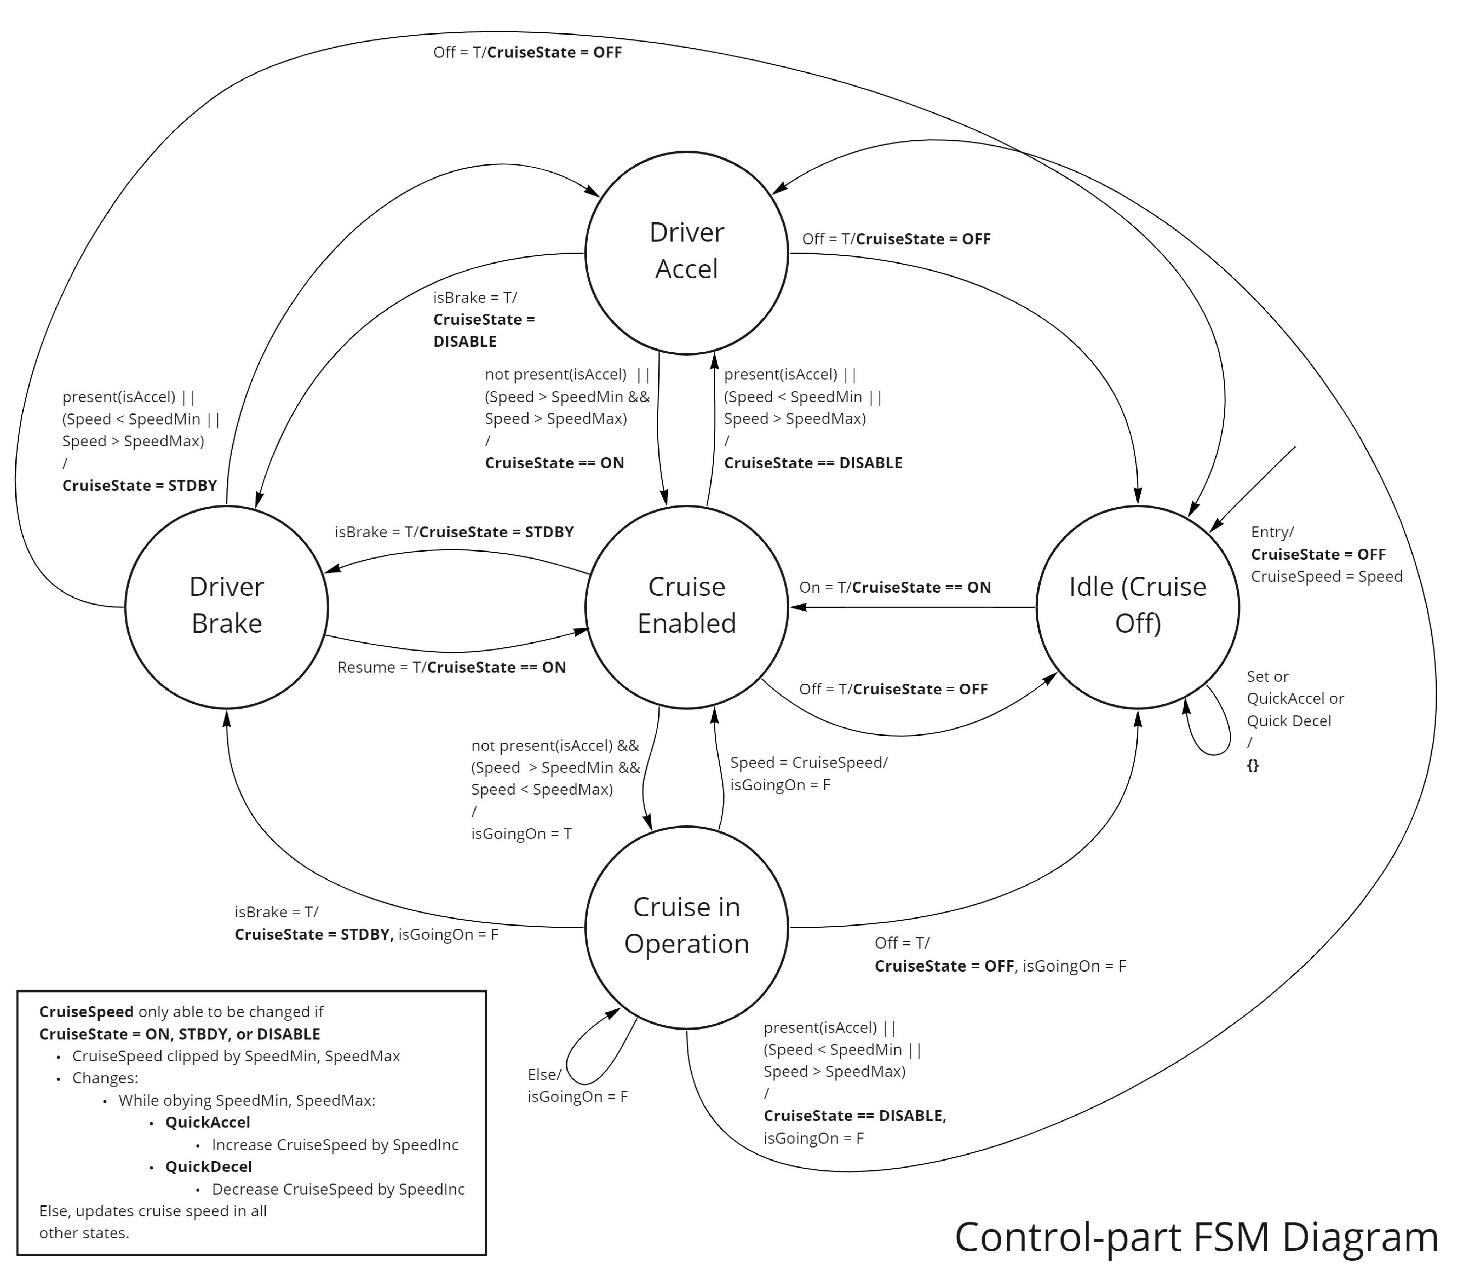 Off = T/CruiseState = OFF
Driver
Accel
Off = T/CruiseState = OFF
isBrake = T/
CruiseState =
DISABLE
present(isAccel) ||
(Speed < SpeedMin ||
Speed > SpeedMax)
/
CruiseState = STDBY
not present(isAccel) ||
(Speed > SpeedMin &&
Speed > SpeedMax)
/
CruiseState == ON
present(isAccel) ||
(Speed < SpeedMin ||
Speed > SpeedMax)
/
CruiseState == DISABLE
isBrake = T/CruiseState = STDBY
Entry/
CruiseState = OFF
CruiseSpeed = Speed
Driver
Brake
Cruise
Enabled
On = T/CruiseState == ON
Idle (Cruise
Off)
Resume = T/CruiseState == ON
Off = T/CruiseState = OFF
Set or
QuickAccel or
Quick Decel
/
{}
not present(isAccel) &&
(Speed > SpeedMin &&
Speed < SpeedMax)
/
isGoingOn = T
Speed = CruiseSpeed/
isGoingOn = F
Cruise in
Operation
isBrake = T/
CruiseState = STDBY, isGoingOn = F
Off = T/
CruiseState = OFF, isGoingOn = F
Else/
isGoingOn = F
present(isAccel) ||
(Speed < SpeedMin ||
Speed > SpeedMax)
/
CruiseState == DISABLE,
isGoingOn = F
CruiseSpeed only able to be changed if
CruiseState = ON, STBDY, or DISABLE
• CruiseSpeed clipped by SpeedMin, SpeedMax
• Changes:
• While obying SpeedMin, SpeedMax:
• QuickAccel
• Increase CruiseSpeed by SpeedInc
• QuickDecel
• Decrease CruiseSpeed by SpeedInc
Else, updates cruise speed in all
other states.
Control-part FSM Diagram